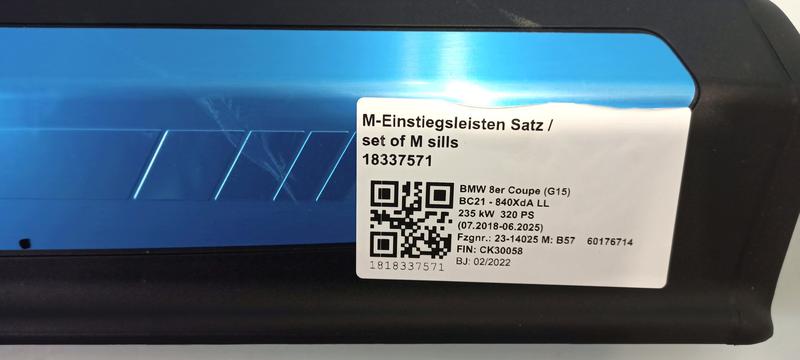 M-Einstiegsleisten Satz /
set of M sills
18337571
BMW 8er Coupe (G15)
BC21 - 840XdA LL
235 kW 320 PS
(07.2018-06.2025)
Fzgnr.: 23-14025 M: B57 60176714
FIN: CK30058
BJ: 02/2022
1818337571